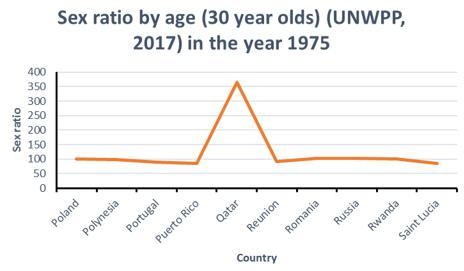 Sex ratio by age (30 year olds) (UNWPP,
2017) in the year 1975
400
350
300
250
200
150
100
50
0
Sex ratio
Poland
Polynesia
Portugal
Puerto Rico
Qatar
Reunion
Romania
Russia
Rwanda
Saint Lucia
Country